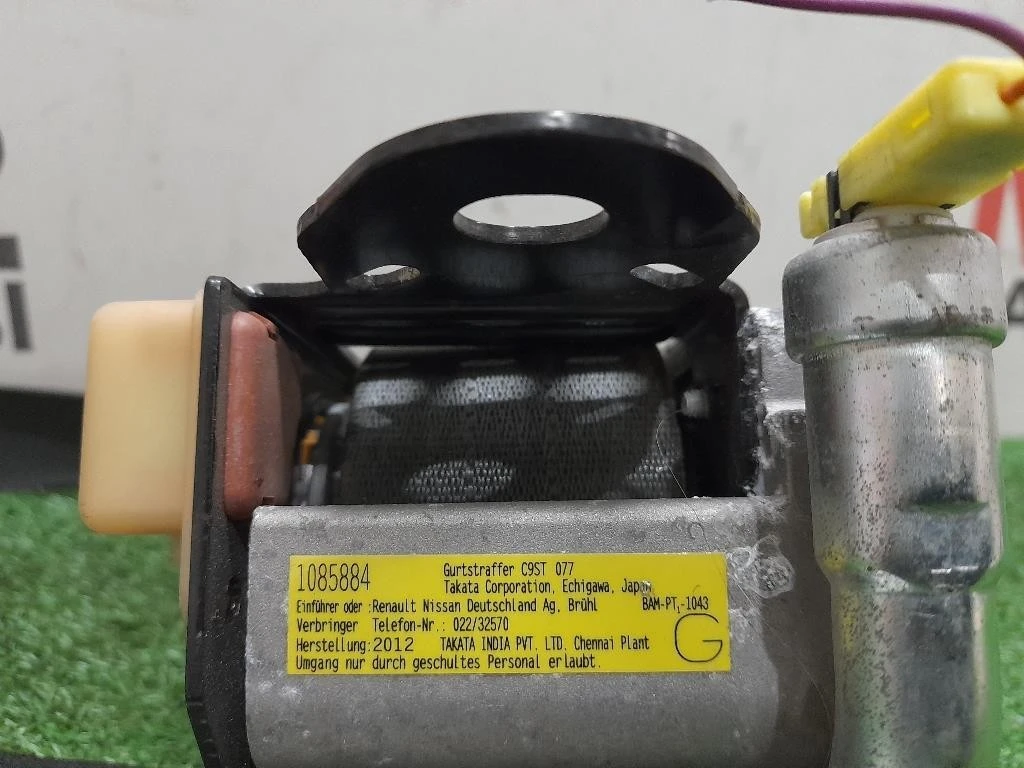 1085884
Gurtstraffer C9ST 077
Takata Corporation, Echigawa, Japan
Einführer oder :Renault Nissan Deutschland Ag. Brühl BAM-PT₁-1043
Verbringer Telefon-Nr.: 022/32570
Herstellung:2012 TAKATA INDIA PVT. LTD. Chennai Plant G
Umgang nur durch geschultes Personal erlaubt.